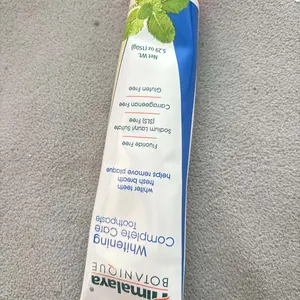 Himalaya
BOTANIQUE
Whitening
Complete Care
Toothpaste
whiter teeth
fresh breath
helps remove plaque
Fluoride Free
Sodium Lauryl Sulfate
(SLS) Free
Carrageenan Free
Gluten Free
Net Wt.
5.29 oz (150g)